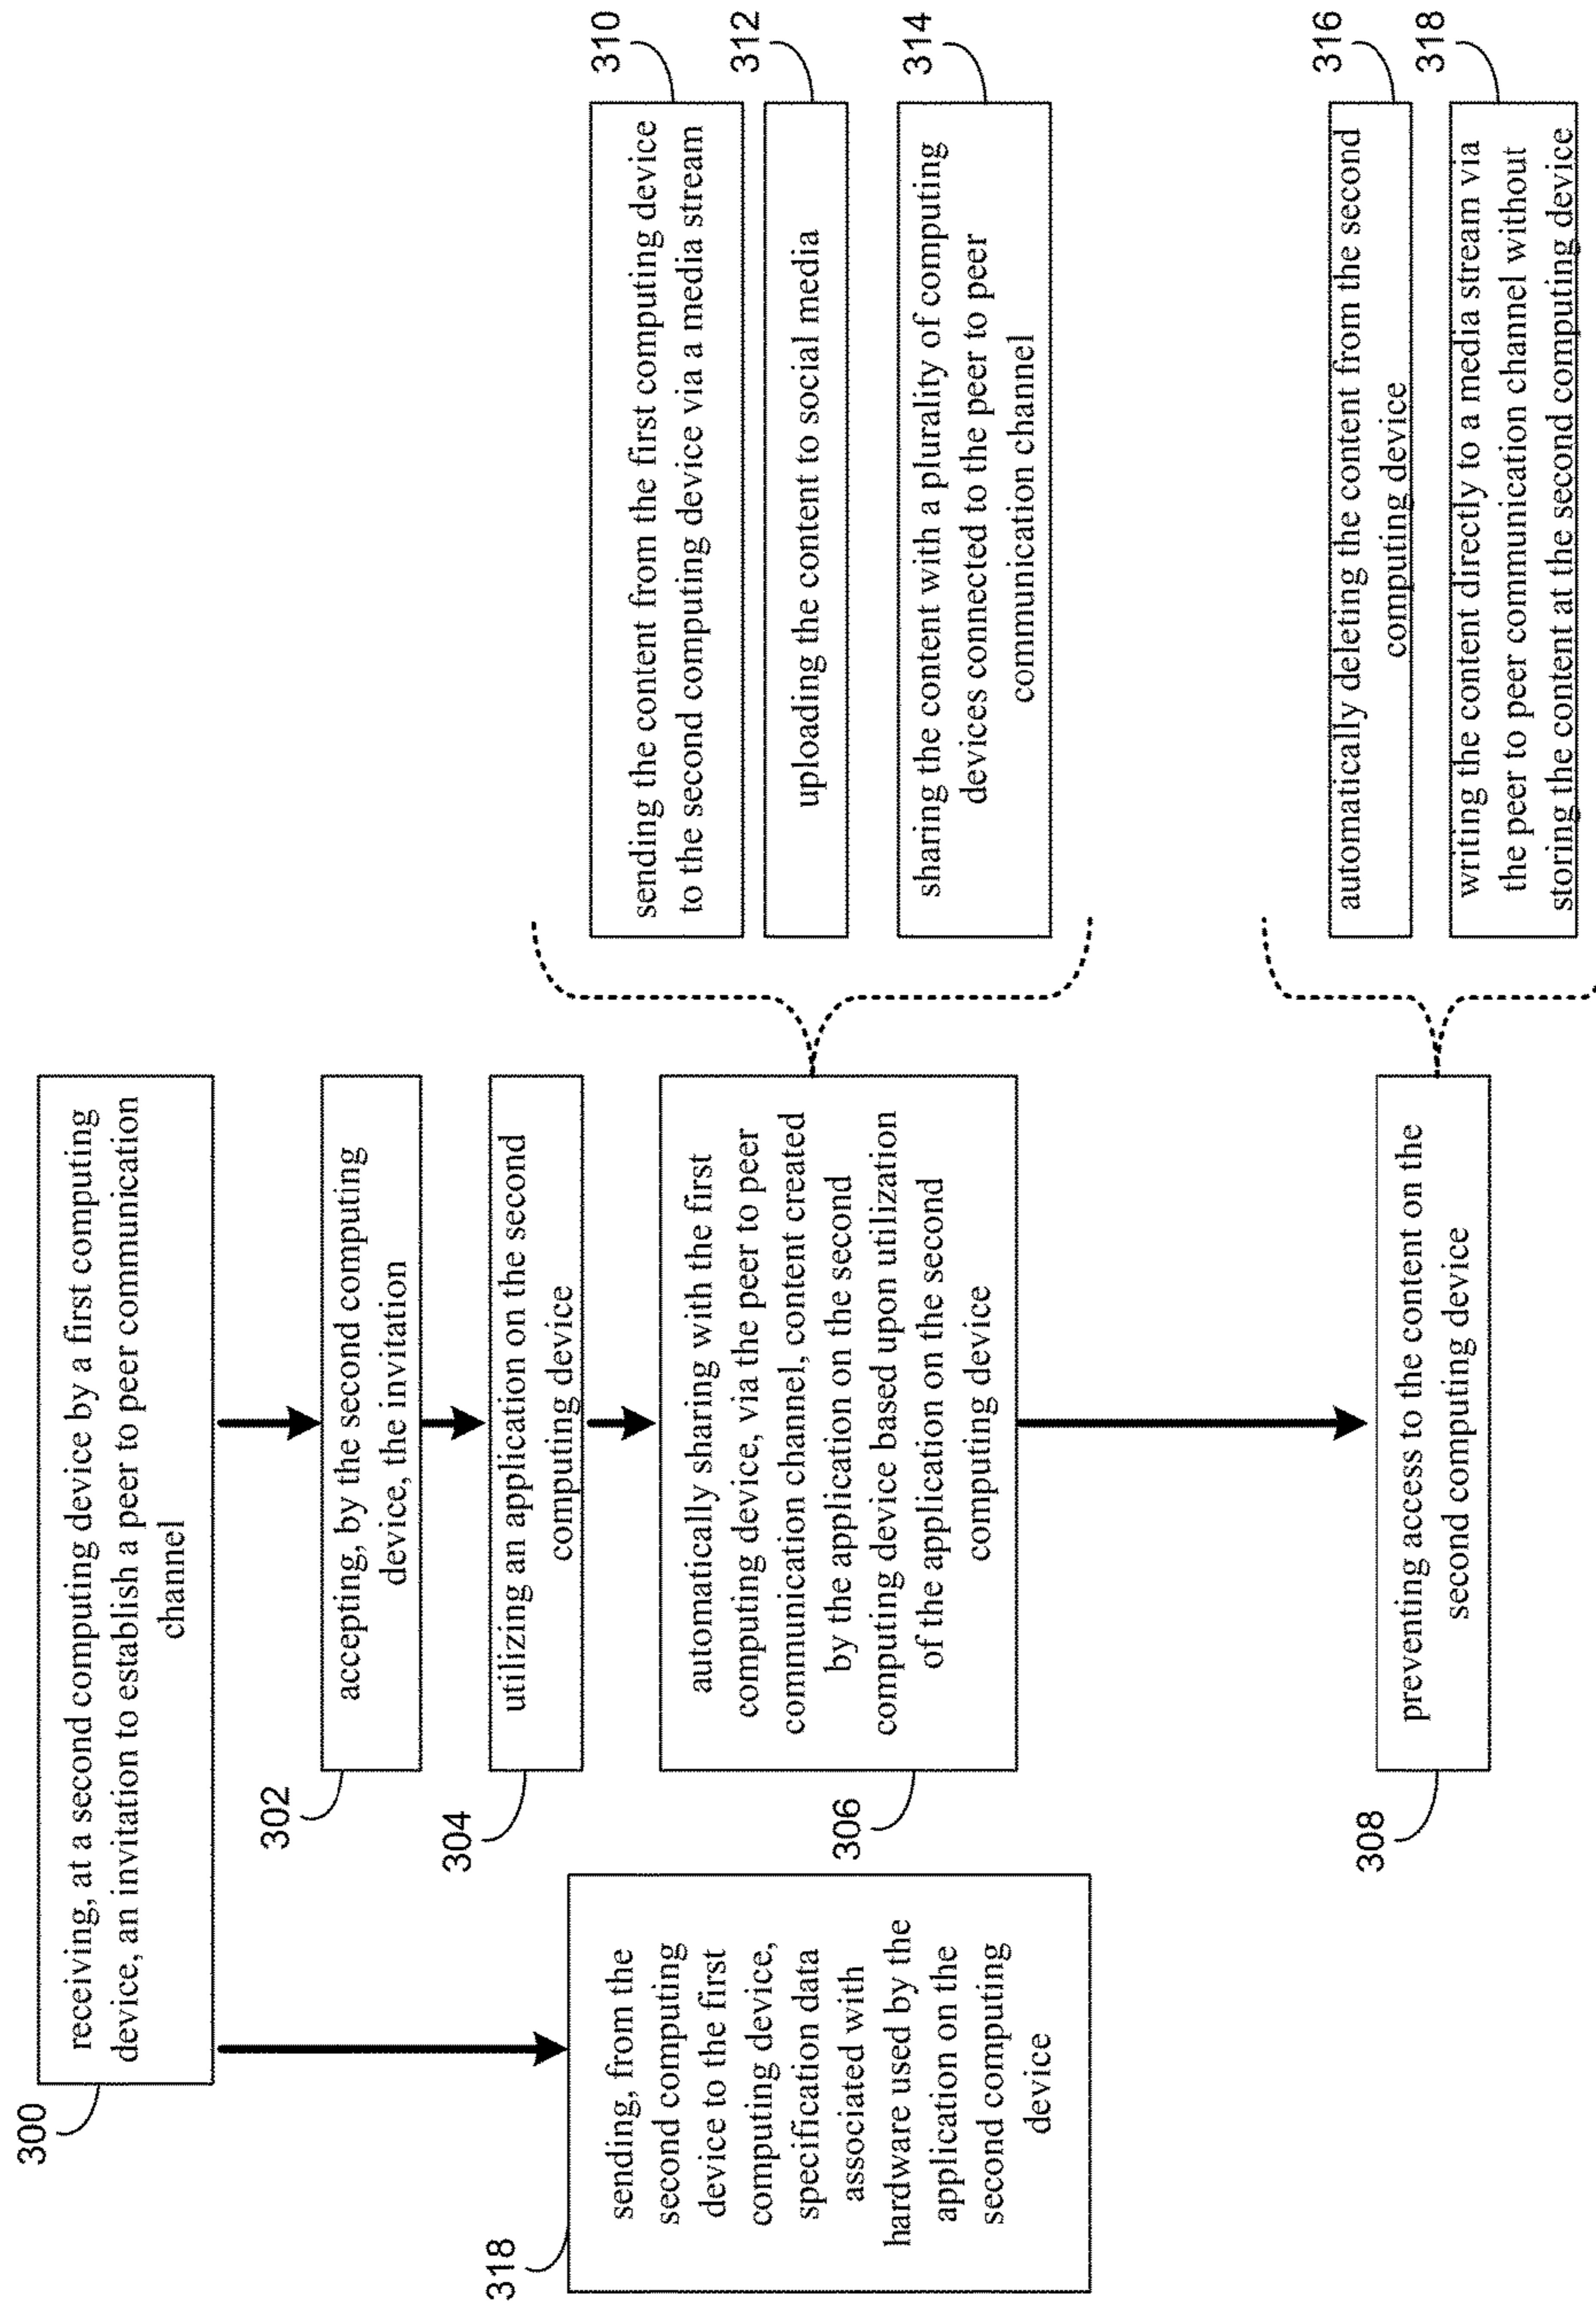 300
receiving, at a second computing device by a first computing
device, an invitation to establish a peer to peer communication
channel
302
accepting, by the second computing
device, the invitation
304
utilizing an application on the second
computing device
306
automatically sharing with the first
computing device, via the peer to peer
communication channel, content created
by the application on the second
computing device based upon utilization
of the application on the second
computing device
308
preventing access to the content on the
second computing device
318
sending, from the
second computing
device to the first
computing device,
specification data
associated with
hardware used by the
application on the
second computing
device
310
sending the content from the first computing device
to the second computing device via a media stream
312
uploading the content to social media
314
sharing the content with a plurality of computing
devices connected to the peer to peer
communication channel
316
automatically deleting the content from the second
computing device
318
writing the content directly to a media stream via
the peer to peer communication channel without
storing the content at the second computing device